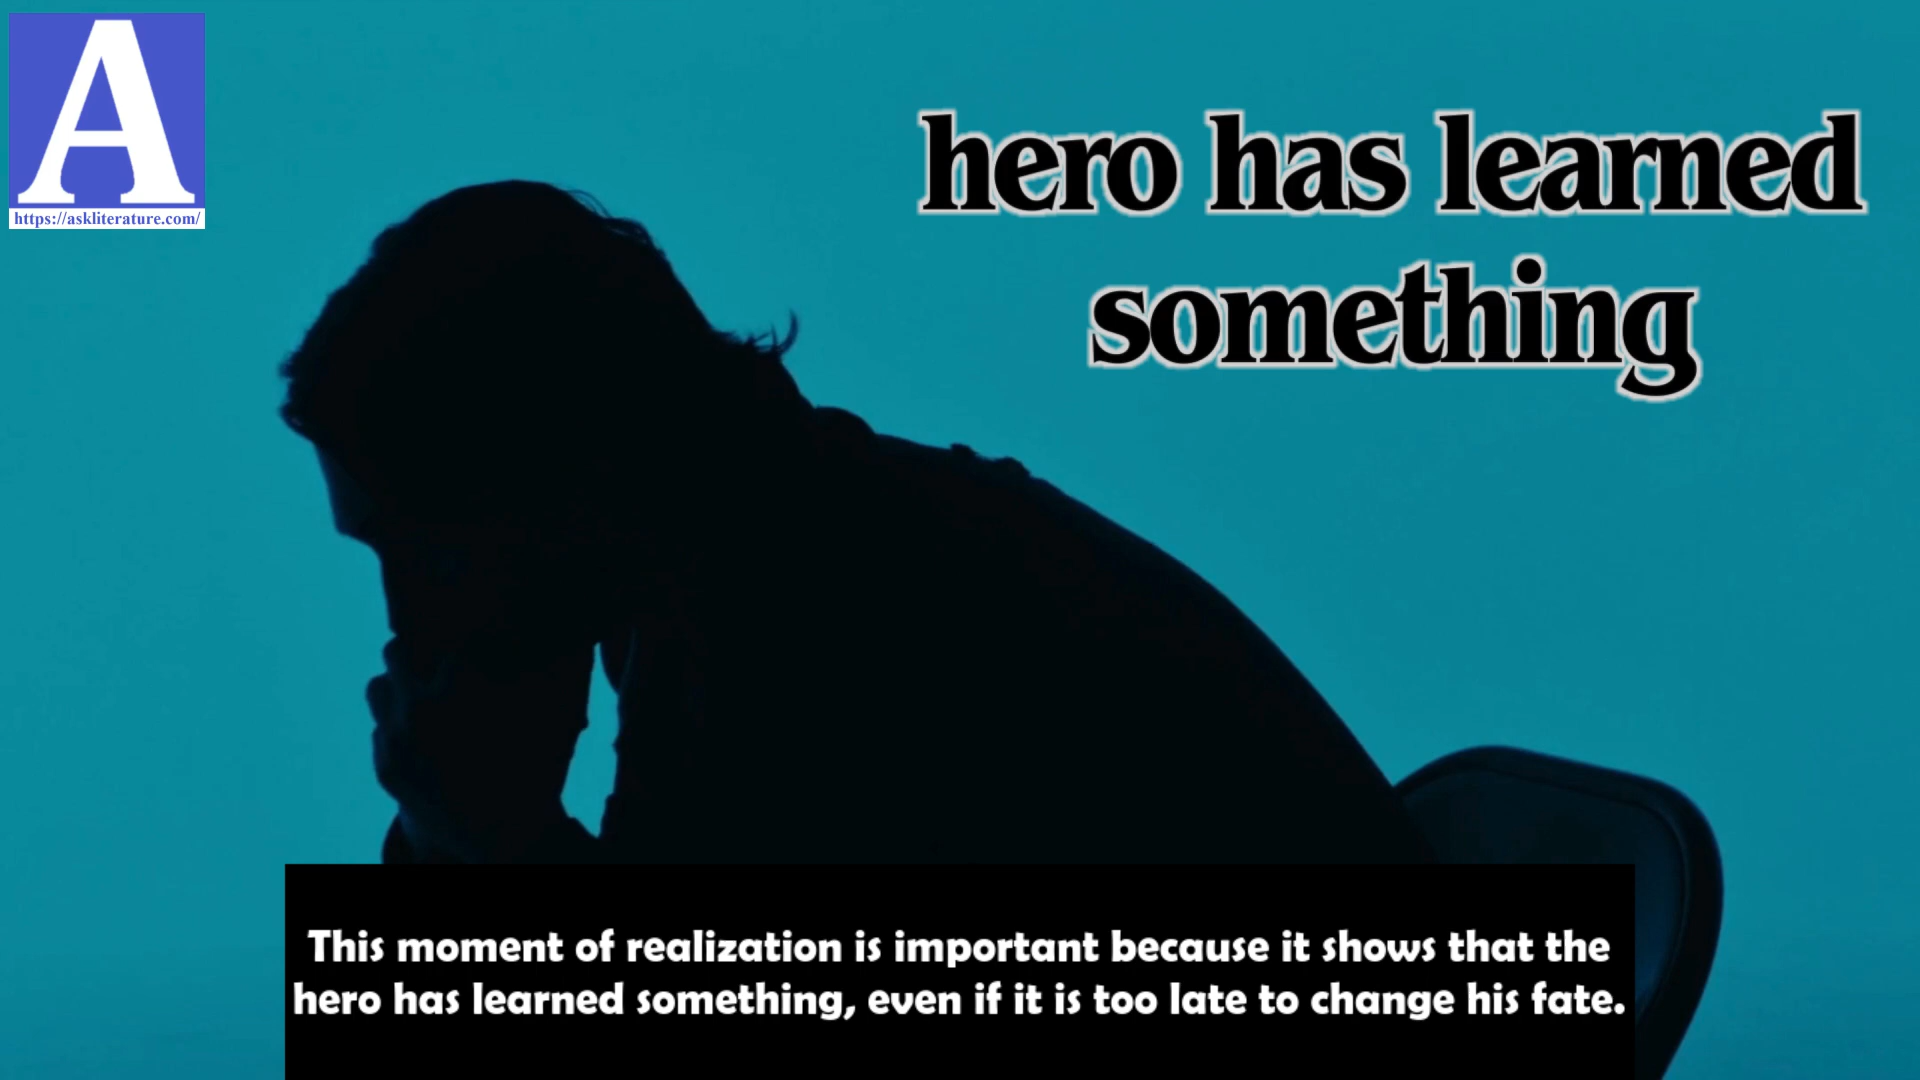 A
https://askliterature.com/
hero has learned
something
This moment of realization is important because it shows that the
hero has learned something, even if it is too late to change his fate.